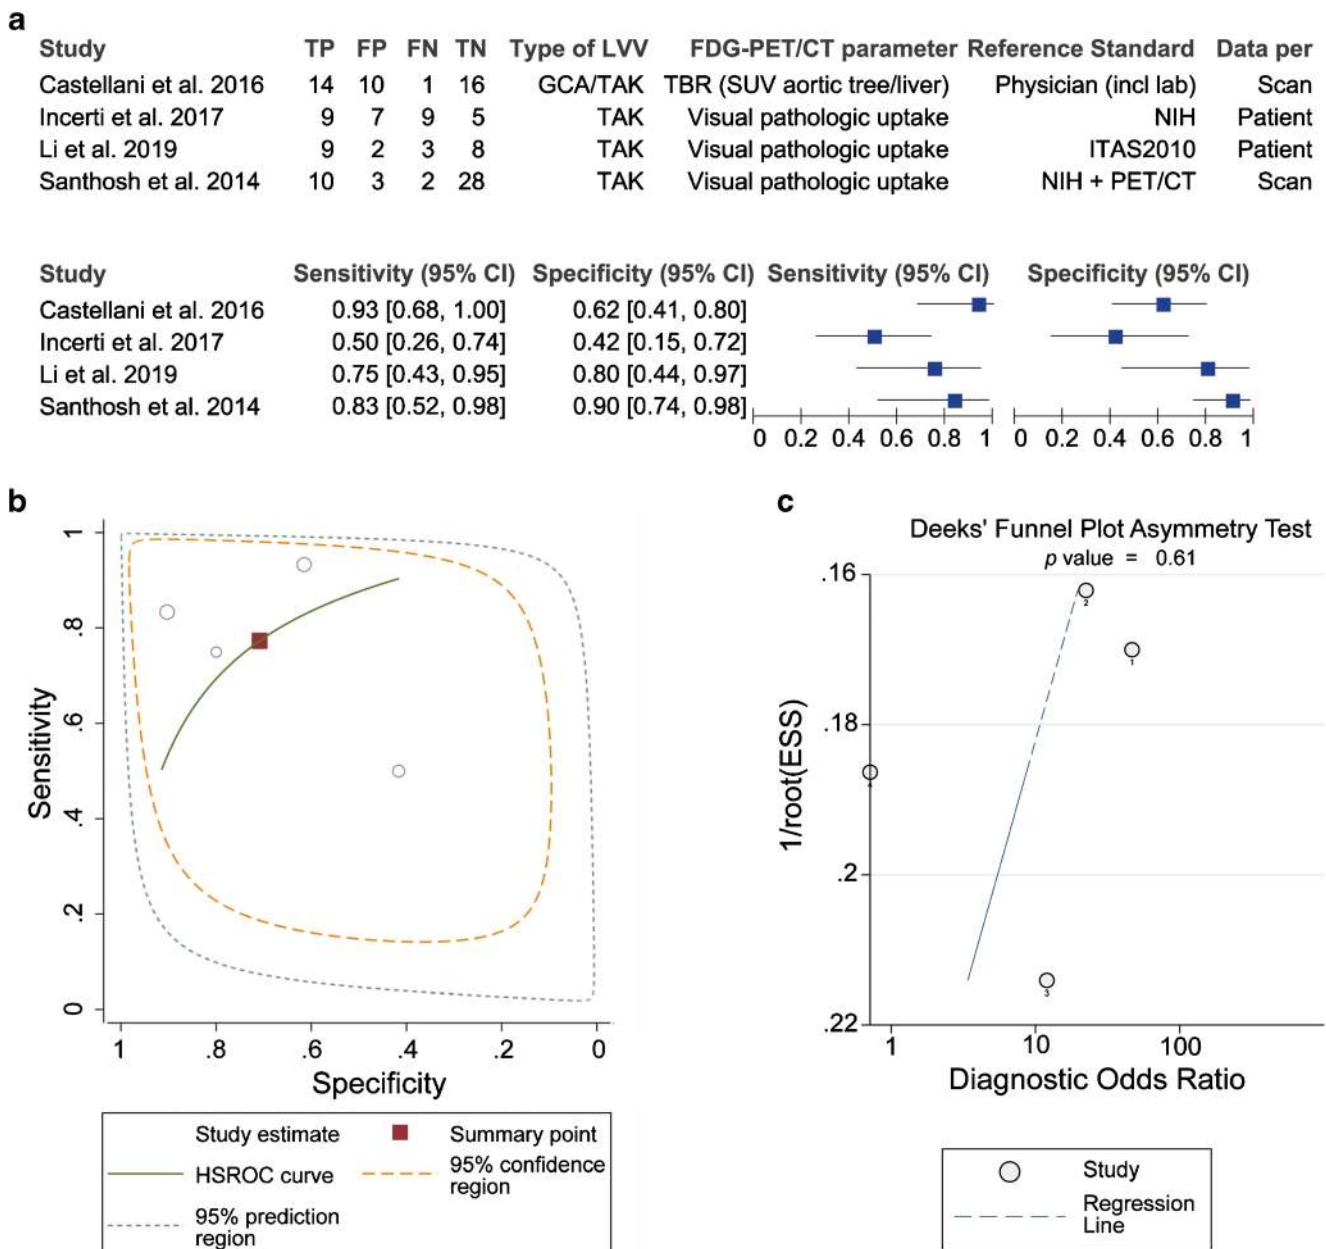 a
Study TP FP FN TN Type of LVV FDG-PET/CT parameter Reference Standard Data per
Castellani et al. 2016 14 10 1 16 GCA/TAK TBR (SUV aortic tree/liver) Physician (incl lab) Scan
Incerti et al. 2017 9 7 9 5 TAK Visual pathologic uptake NIH Patient
Li et al. 2019 9 2 3 8 TAK Visual pathologic uptake ITAS2010 Patient
Santhosh et al. 2014 10 3 2 28 TAK Visual pathologic uptake NIH + PET/CT Scan
Study Sensitivity (95% CI) Specificity (95% CI) Sensitivity (95% CI) Specificity (95% CI)
Castellani et al. 2016 0.93 [0.68, 1.00] 0.62 [0.41, 0.80]
Incerti et al. 2017 0.50 [0.26, 0.74] 0.42 [0.15, 0.72]
Li et al. 2019 0.75 [0.43, 0.95] 0.80 [0.44, 0.97]
Santhosh et al. 2014 0.83 [0.52, 0.98] 0.90 [0.74, 0.98]
0 0.2 0.4 0.6 0.8 1 0 0.2 0.4 0.6 0.8 1
b
1
.8
.6
.4
.2
0
Sensitivity
1 .8 .6 .4 .2 0
Specificity
Study estimate Summary point
HSROC curve 95% confidence
region
95% prediction
region
c
Deeks' Funnel Plot Asymmetry Test
p value = 0.61
.16
.18
.2
.22
1/root(ESS)
2
1
4
3
1 10 100
Diagnostic Odds Ratio
Study
Regression
Line